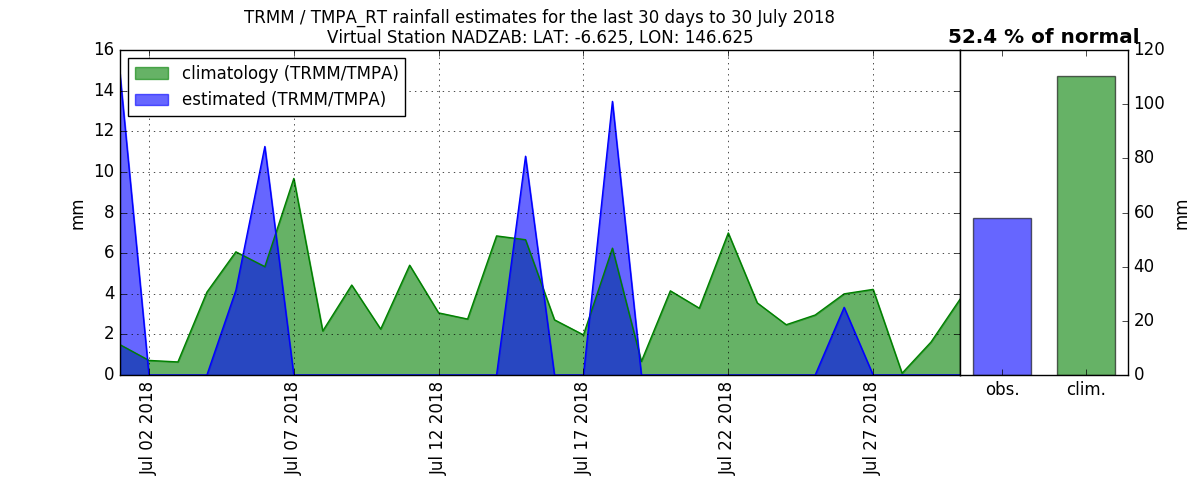 TRMM / TMPA_RT rainfall estimates for the last 30 days to 30 July 2018
Virtual Station NADZAB: LAT: -6.625, LON: 146.625
52.4 % of normal
climatology (TRMM/TMPA)
estimated (TRMM/TMPA)
mm
16
14
12
10
8
6
4
2
0
Jul 02 2018
Jul 07 2018
Jul 12 2018
Jul 17 2018
Jul 22 2018
Jul 27 2018
obs.
clim.
120
100
80
60
40
20
0
mm